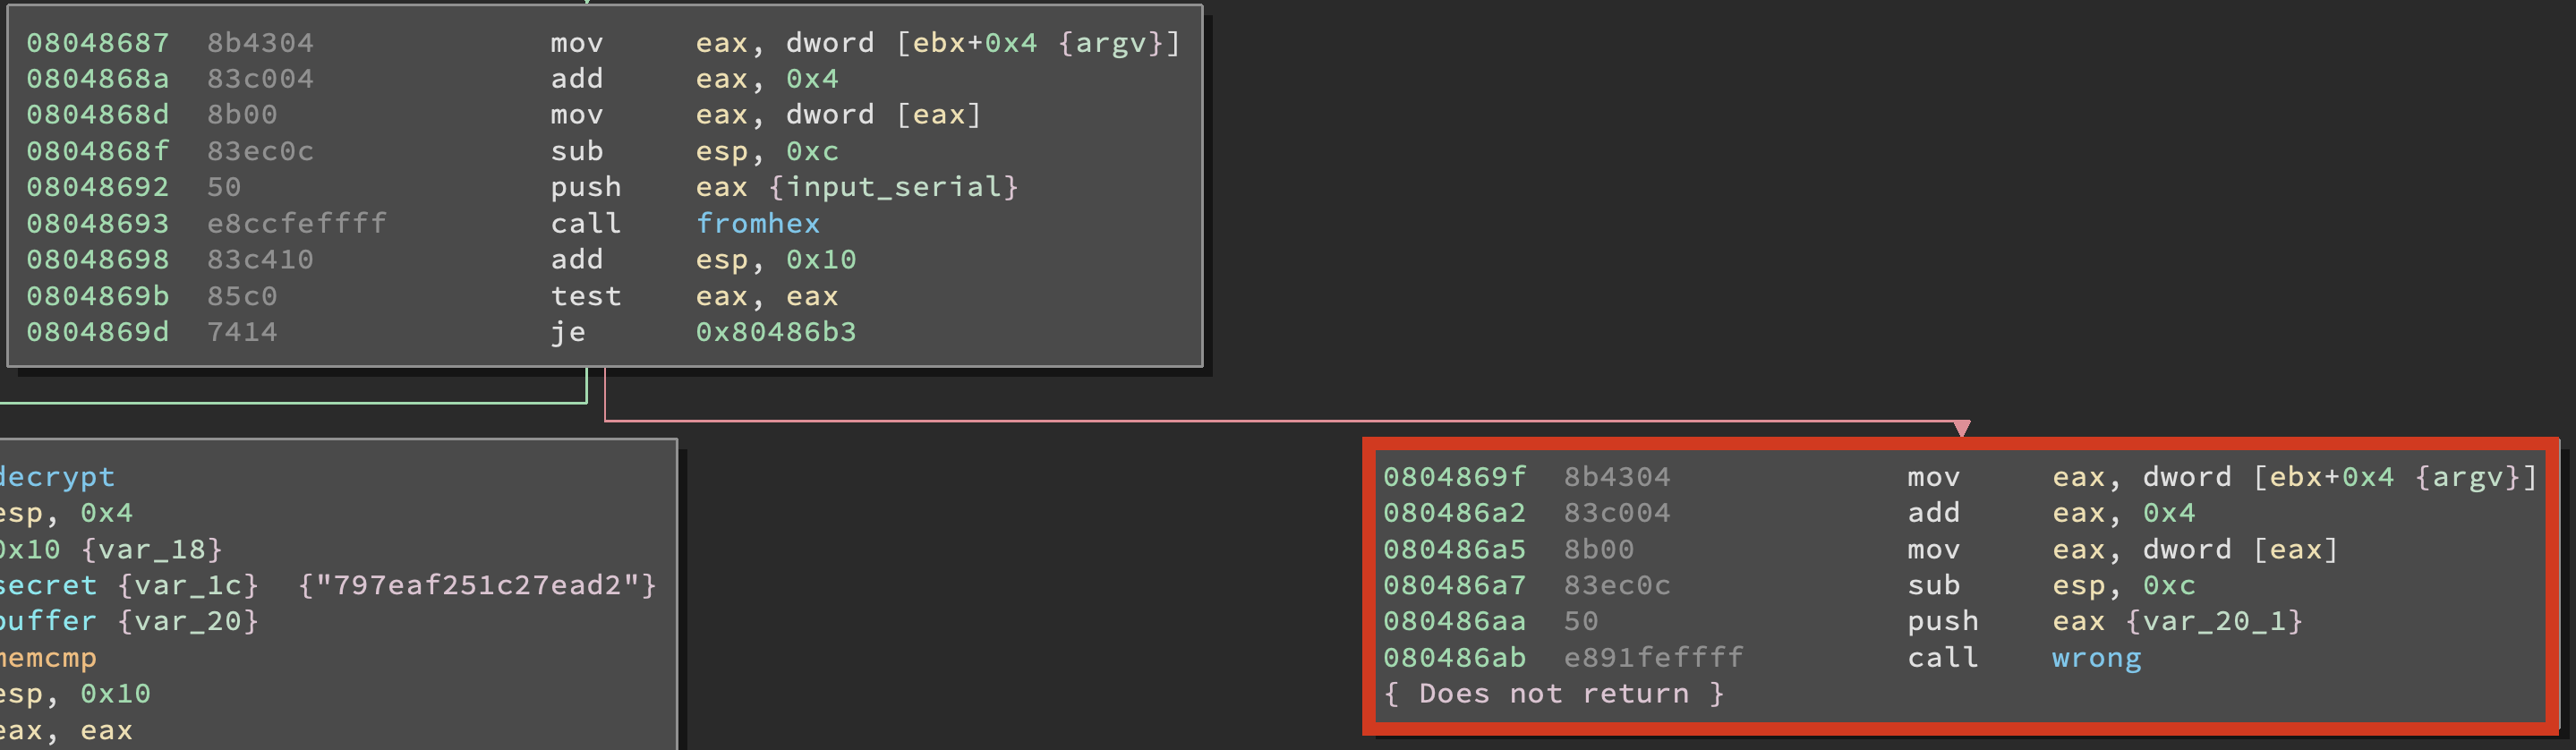 08048687 8b4304 mov eax, dword [ebx+0x4 {argv}]
0804868a 83c004 add eax, 0x4
0804868d 8b00 mov eax, dword [eax]
0804868f 83ec0c sub esp, 0xc
08048692 50 push eax {input_serial}
08048693 e8ccfeffff call fromhex
08048698 83c410 add esp, 0x10
0804869b 85c0 test eax, eax
0804869d 7414 je 0x80486b3
decrypt
esp, 0x4
0x10 {var_18}
secret {var_1c} {"797eaf251c27ead2"}
buffer {var_20}
memcmp
esp, 0x10
eax, eax
0804869f 8b4304 mov eax, dword [ebx+0x4 {argv}]
080486a2 83c004 add eax, 0x4
080486a5 8b00 mov eax, dword [eax]
080486a7 83ec0c sub esp, 0xc
080486aa 50 push eax {var_20_1}
080486ab e891feffff call wrong
{ Does not return }